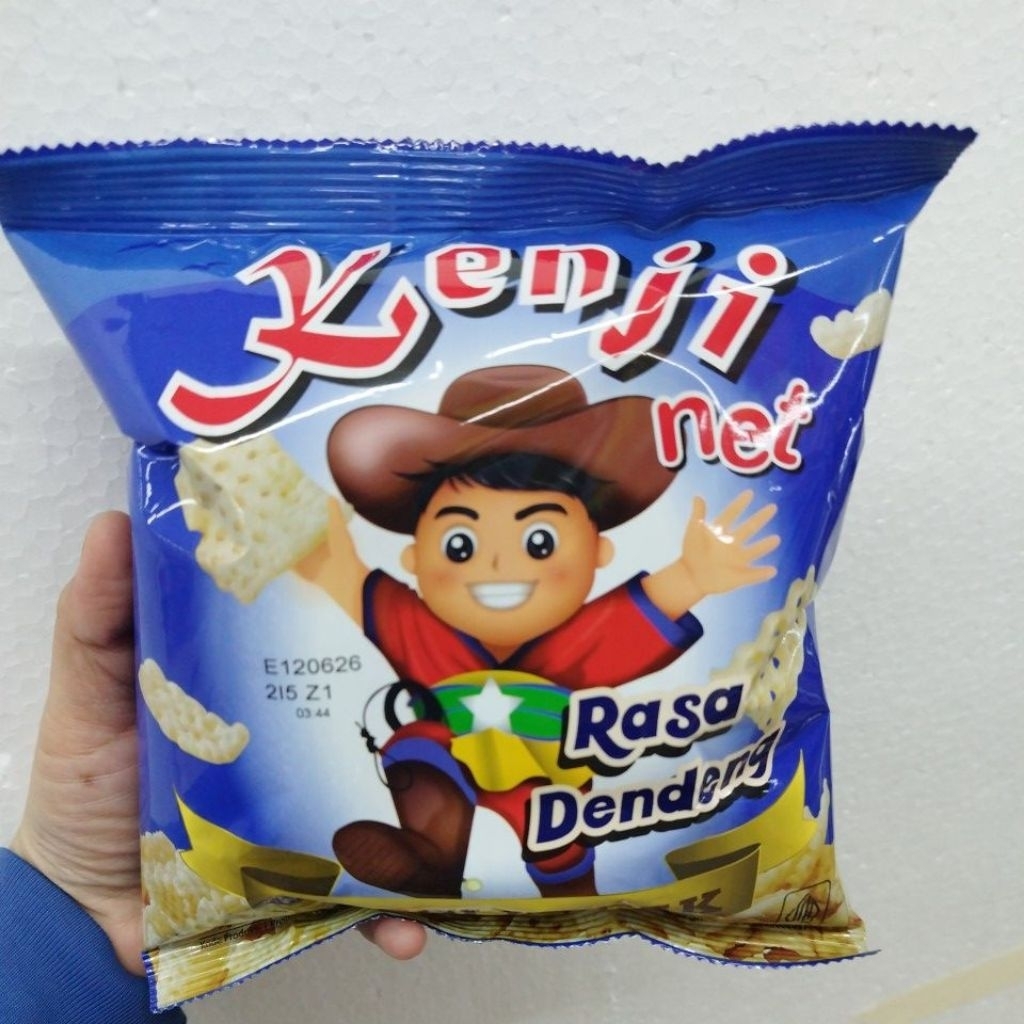 Kenji
net
E120626
215 Z1
03:44
Rasa
Dendeng